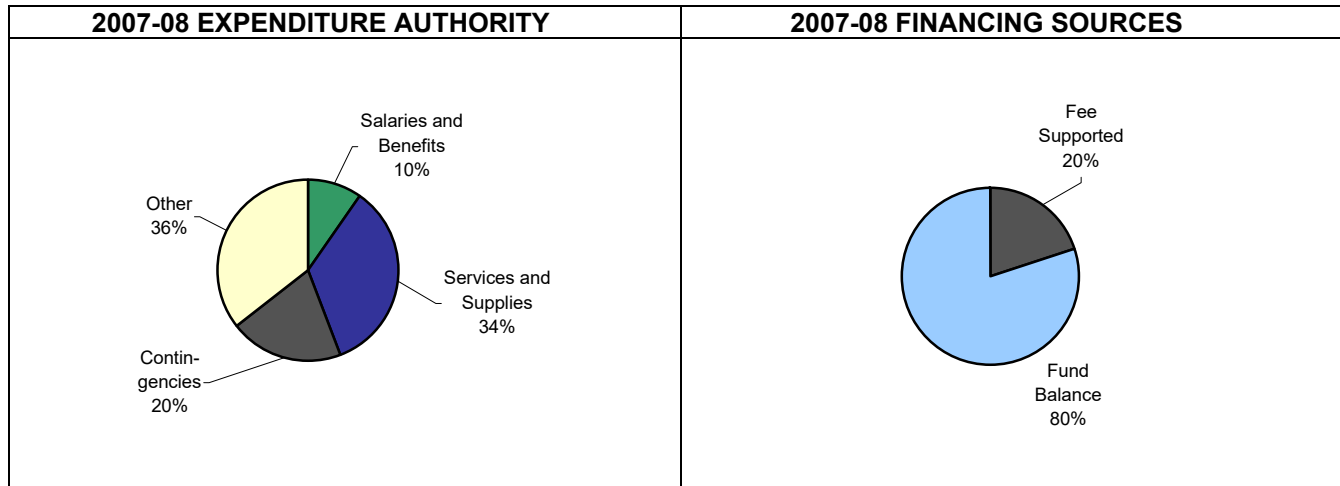 2007-08 EXPENDITURE AUTHORITY
Salaries and
Benefits
10%
Other
36%
Services and
Supplies
34%
Contin-
gencies
20%
2007-08 FINANCING SOURCES
Fee
Supported
20%
Fund
Balance
80%